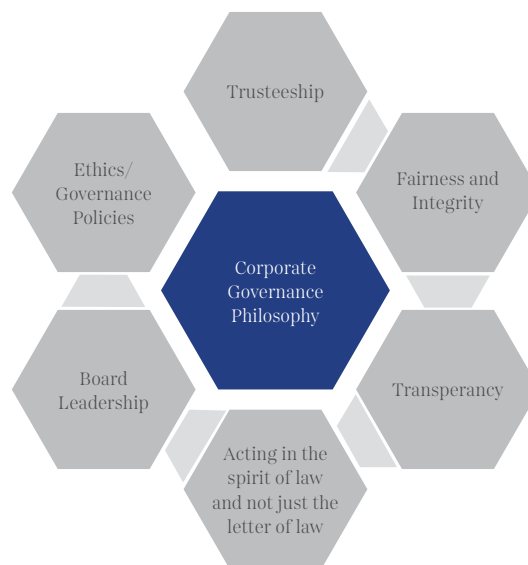 Trusteeship
Ethics/
Governance
Policies
Fairness and
Integrity
Corporate
Governance
Philosophy
Board
Leadership
Transperancy
Acting in the
spirit of law
and not just the
letter of law